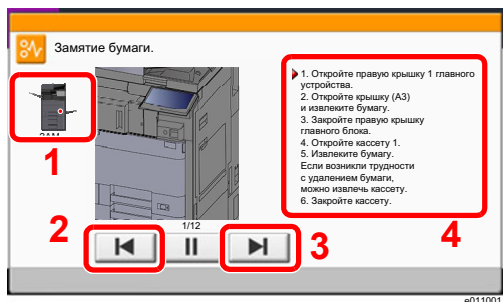 Замятие бумаги.
1
2
1/12
3
1. Откройте правую крышку 1 главного
устройства.
2. Откройте крышку (A3)
и извлекте бумагу.
3. Закройте правую крышку
главного блока.
4. Откройте кассету 1.
5. Извлеките бумагу.
Если возникли трудности
с удалением бумаги,
можно извлечь кассету.
6. Закройте кассету.
4
e011001